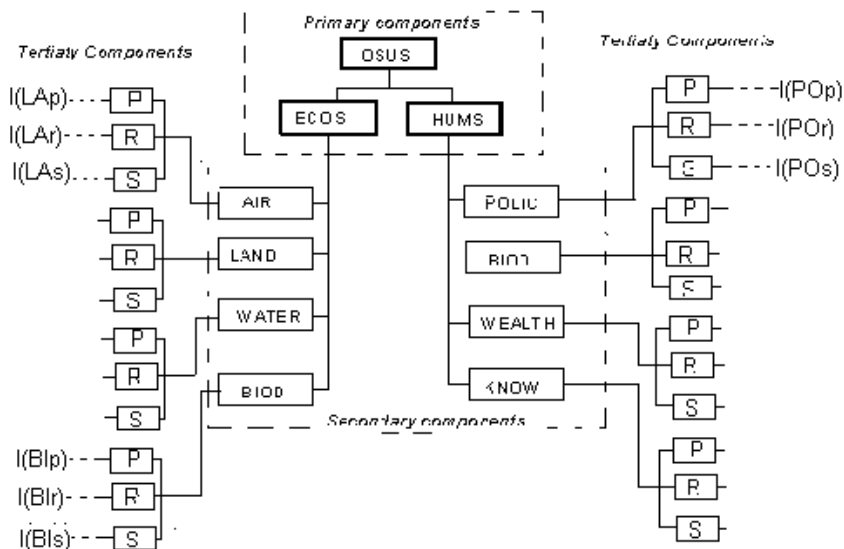 Primary components
Tertiaty Components
Tertiaty Components
OSUS
ECOS
HUMS
I(LAp)
P
I(LAr)
R
I(LAs)
S
P
R
S
P
R
S
I(BIp)
P
I(BIr)
R
I(BIs)
S
AIR
LAND
WATER
BIOD
POLIC
WEALTH
KNOW
Secondary components
P
I(POp)
R
I(POr)
S
I(POs)
P
R
S
P
R
S
P
R
S